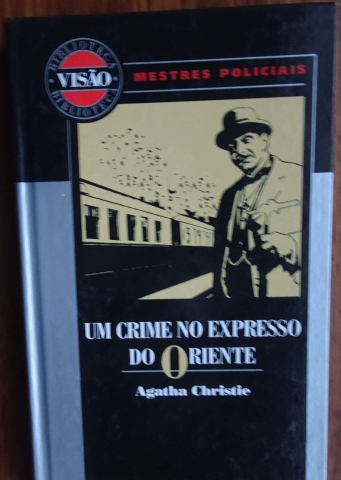 BIBLIOTECA
VISÃO
BIBLIOTECA
MESTRES POLICIAIS
UM CRIME NO EXPRESSO
DO ORIENTE
Agatha Christie